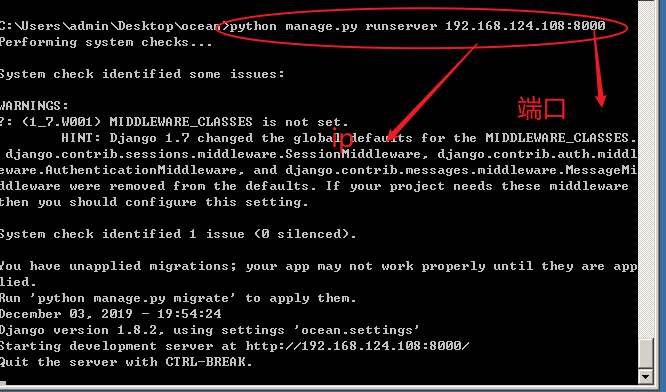 C:\Users\admin\Desktop\ocean>python manage.py runserver 192.168.124.108:8000
Performing system checks...
System check identified some issues:
WARNINGS:
?: (1_7.W001) MIDDLEWARE_CLASSES is not set.
端口
HINT: Django 1.7 changed the global defaults for the MIDDLEWARE_CLASSES.
ip
django.contrib.sessions.middleware.SessionMiddleware, django.contrib.auth.middl
eware.AuthenticationMiddleware, and django.contrib.messages.middleware.MessageMi
ddleware were removed from the defaults. If your project needs these middleware
then you should configure this setting.
System check identified 1 issue (0 silenced).
You have unapplied migrations; your app may not work properly until they are app
lied.
Run 'python manage.py migrate' to apply them.
December 03, 2019 - 19:54:24
Django version 1.8.2, using settings 'ocean.settings'
Starting development server at http://192.168.124.108:8000/
Quit the server with CTRL-BREAK.